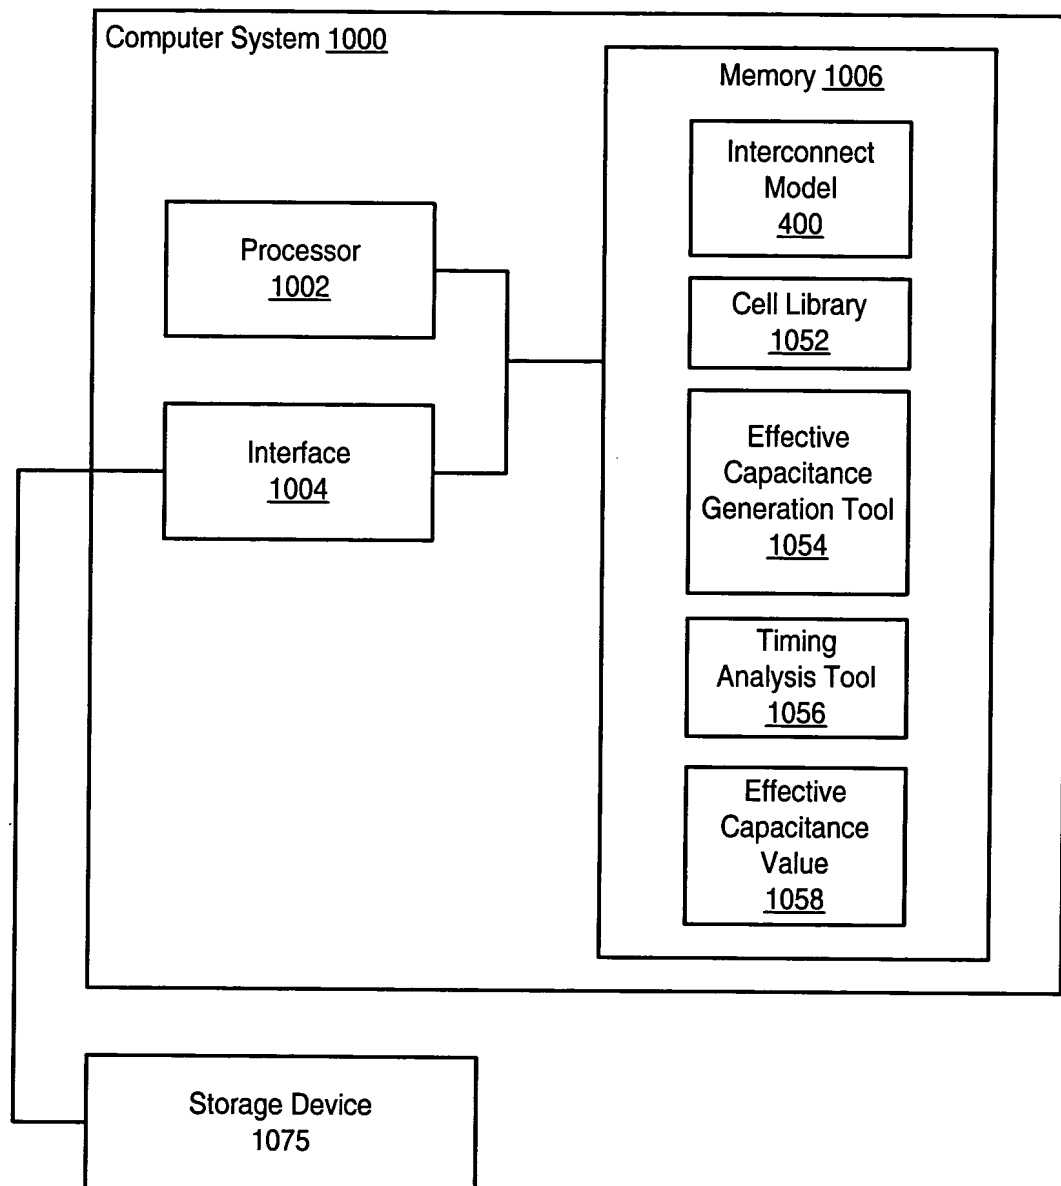 Computer System 1000
Memory 1006
Interconnect
Model
400
Processor
1002
Cell Library
1052
Interface
1004
Effective
Capacitance
Generation Tool
1054
Timing
Analysis Tool
1056
Effective
Capacitance
Value
1058
Storage Device
1075